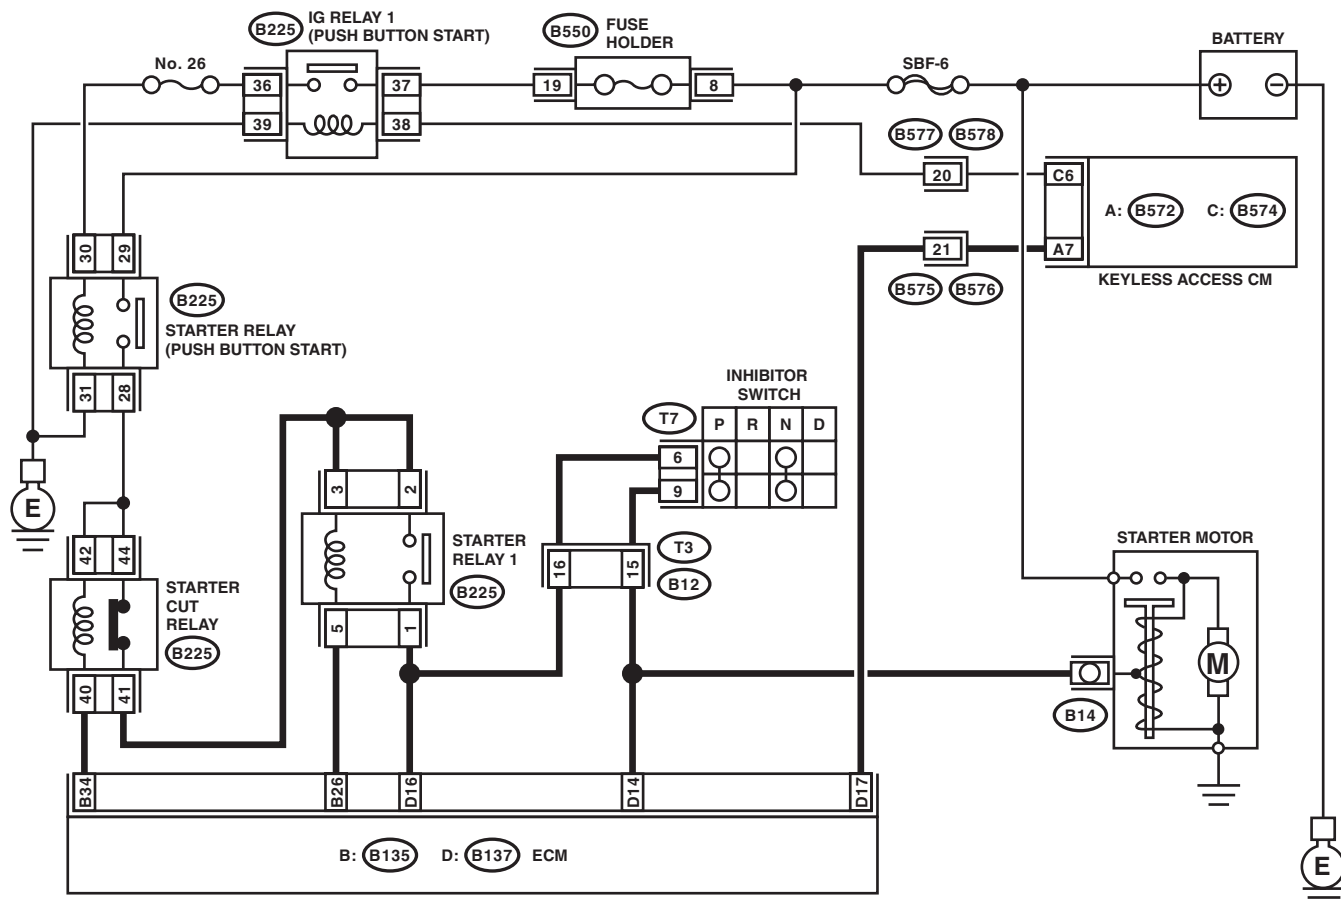 B225
IG RELAY 1
(PUSH BUTTON START)
B550
FUSE
HOLDER
BATTERY
No. 26
SBF-6
36
37
19
8
+
−
39
38
B577
B578
20
C6
A: B572 C: B574
30
29
21
A7
KEYLESS ACCESS CM
B575
B576
B225
STARTER RELAY
(PUSH BUTTON START)
31
28
INHIBITOR
SWITCH
T7
P R N D
6
9
E
3
2
42
44
STARTER
RELAY 1
B225
16
15
T3
B12
STARTER MOTOR
STARTER
CUT
RELAY
B225
5
1
M
40
41
B14
B34
B26
D16
D14
D17
B: B135 D: B137 ECM
E